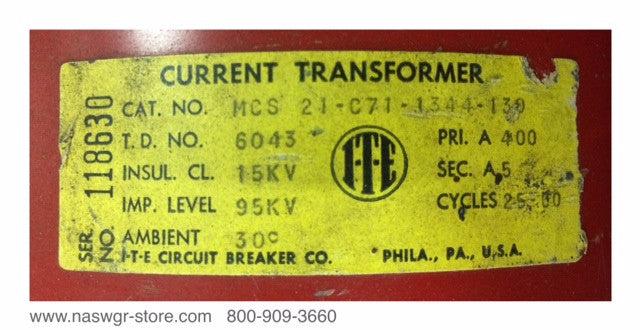 CURRENT TRANSFORMER
CAT. NO. MCS 21-C71-1344-139
T.D. NO. 6043
INSUL. CL. 15KV
IMP. LEVEL 95KV
AMBIENT 30°
I-T-E
PRI. A 400
SEC. A 5
CYCLES 25-
SER. NO. 118630
I-T-E CIRCUIT BREAKER CO. PHILA., PA., U.S.A.
www.naswgr-store.com 800-909-3660